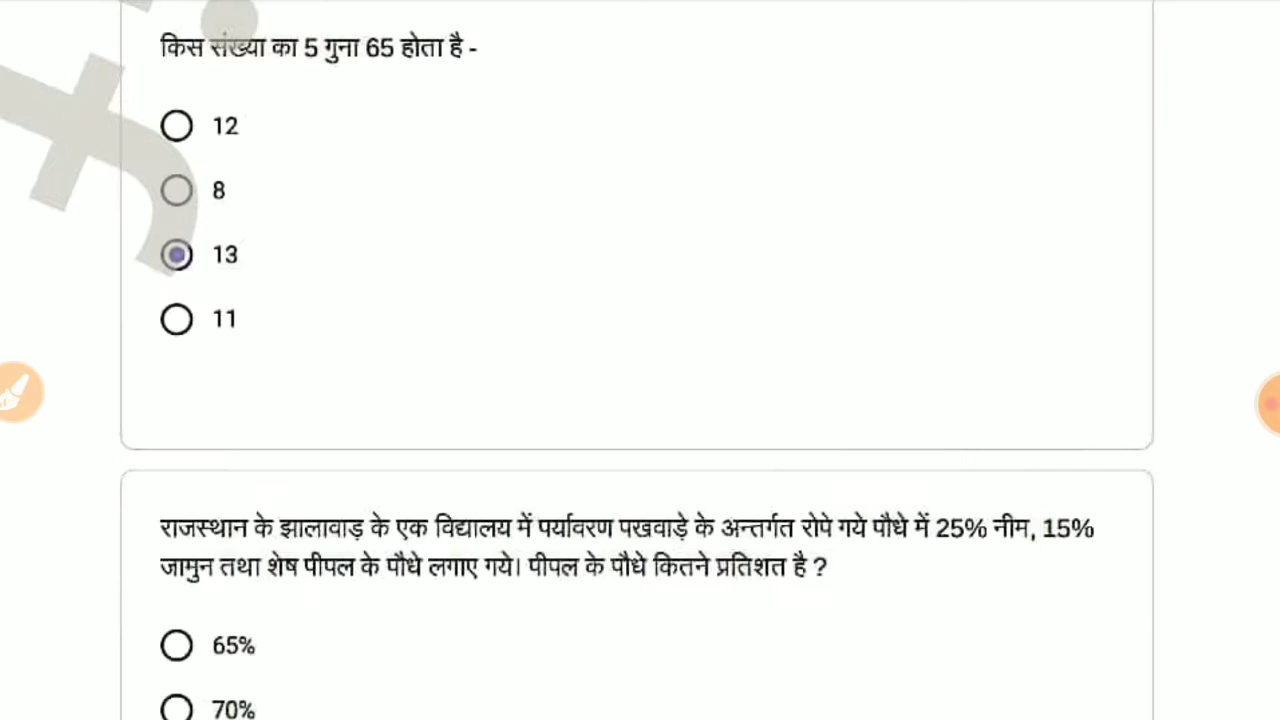 किस संख्या का 5 गुना 65 होता है -
12
8
13
11
राजस्थान के झालावाड़ के एक विद्यालय में पर्यावरण पखवाड़े के अन्तर्गत रोपे गये पौधे में 25% नीम, 15%
जामुन तथा शेष पीपल के पौधे लगाए गये। पीपल के पौधे कितने प्रतिशत है ?
65%
70%